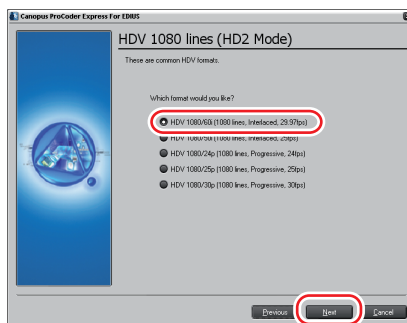 Canopus ProCoder Express For EDIUS
HDV 1080 lines (HD2 Mode)
These are common HDV formats.
Which format would you like?
HDV 1080/60i (1080 lines, Interlaced, 29.97fps)
HDV 1080/50i (1080 lines, Interlaced, 25fps)
HDV 1080/24p (1080 lines, Progressive, 24fps)
HDV 1080/25p (1080 lines, Progressive, 25fps)
HDV 1080/30p (1080 lines, Progressive, 30fps)
Previous Next Cancel